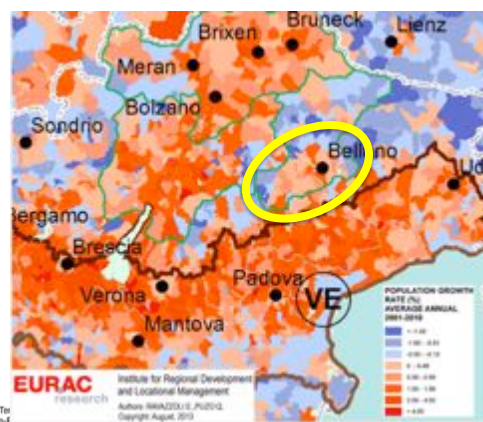 Bruneck
Brixen
Lienz
Meran
Bolzano
Sondrio
Belluno
Ud
Bergamo
Brescia
Padova
VE
Verona
Mantova
POPULATION GROWTH
RATE (%)
AVERAGE ANNUAL
2001-2010
EURAC
research
Institute for Regional Development
and Locational Management
Copyright August, 2013